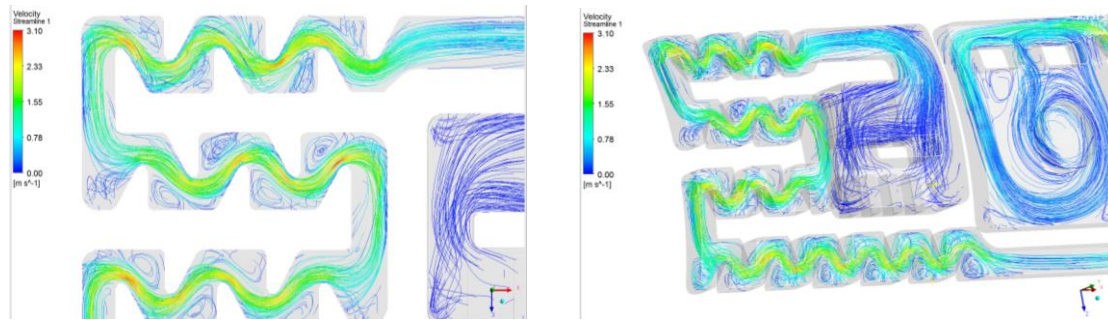 Velocity
Streamline 1
3.10
2.33
1.55
0.78
0.00
[m s^-1]
Velocity
Streamline 1
3.10
2.33
1.55
0.78
0.00
[m s^-1]